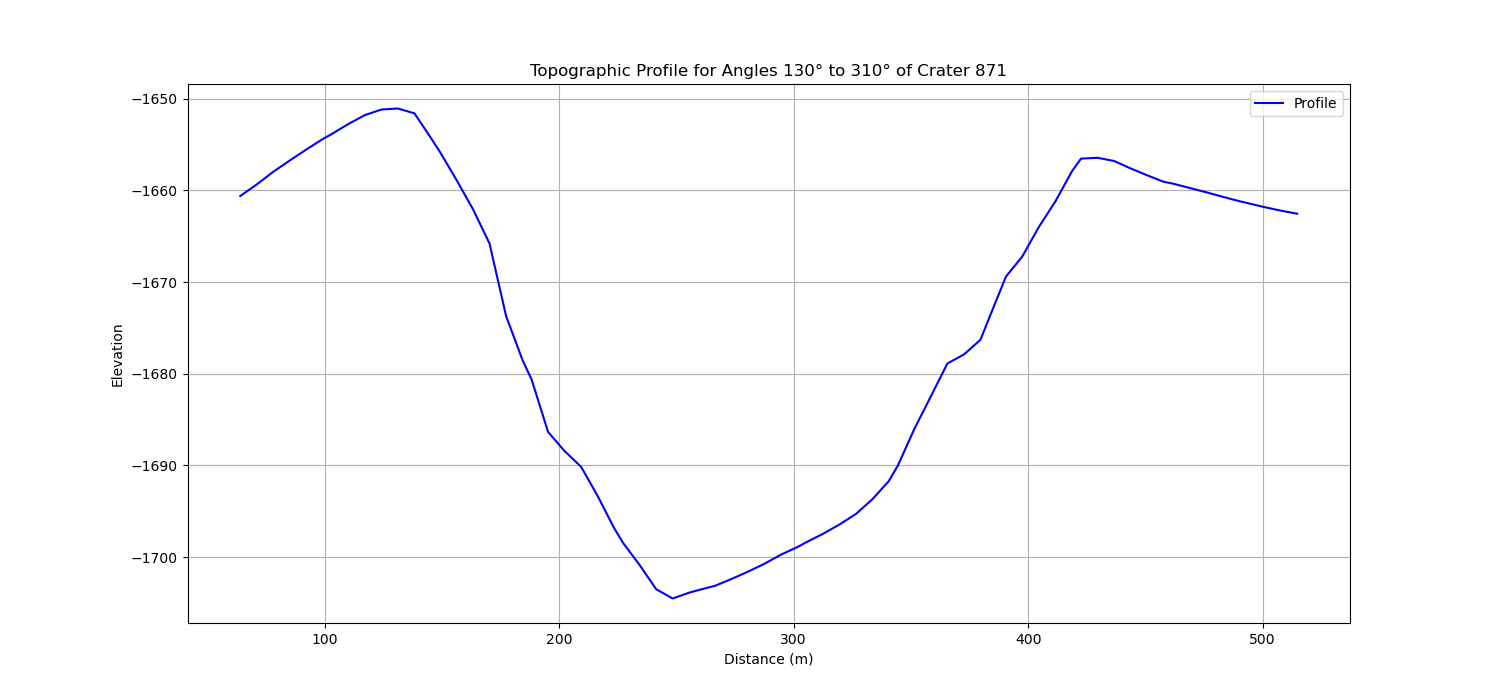 Topographic Profile for Angles 130° to 310° of Crater 871
Profile
−1650
−1660
−1670
−1680
−1690
−1700
Elevation
100 200 300 400 500
Distance (m)